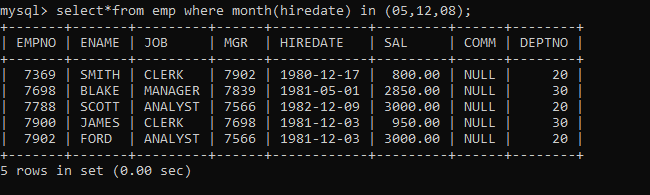 mysql> select*from emp where month(hiredate) in (05,12,08);
+-------+-------+---------+------+------------+---------+------+--------+
| EMPNO | ENAME | JOB     | MGR  | HIREDATE   | SAL     | COMM | DEPTNO |
+-------+-------+---------+------+------------+---------+------+--------+
|  7369 | SMITH | CLERK   | 7902 | 1980-12-17 |  800.00 | NULL |     20 |
|  7698 | BLAKE | MANAGER | 7839 | 1981-05-01 | 2850.00 | NULL |     30 |
|  7788 | SCOTT | ANALYST | 7566 | 1982-12-09 | 3000.00 | NULL |     20 |
|  7900 | JAMES | CLERK   | 7698 | 1981-12-03 |  950.00 | NULL |     30 |
|  7902 | FORD  | ANALYST | 7566 | 1981-12-03 | 3000.00 | NULL |     20 |
+-------+-------+---------+------+------------+---------+------+--------+
5 rows in set (0.00 sec)